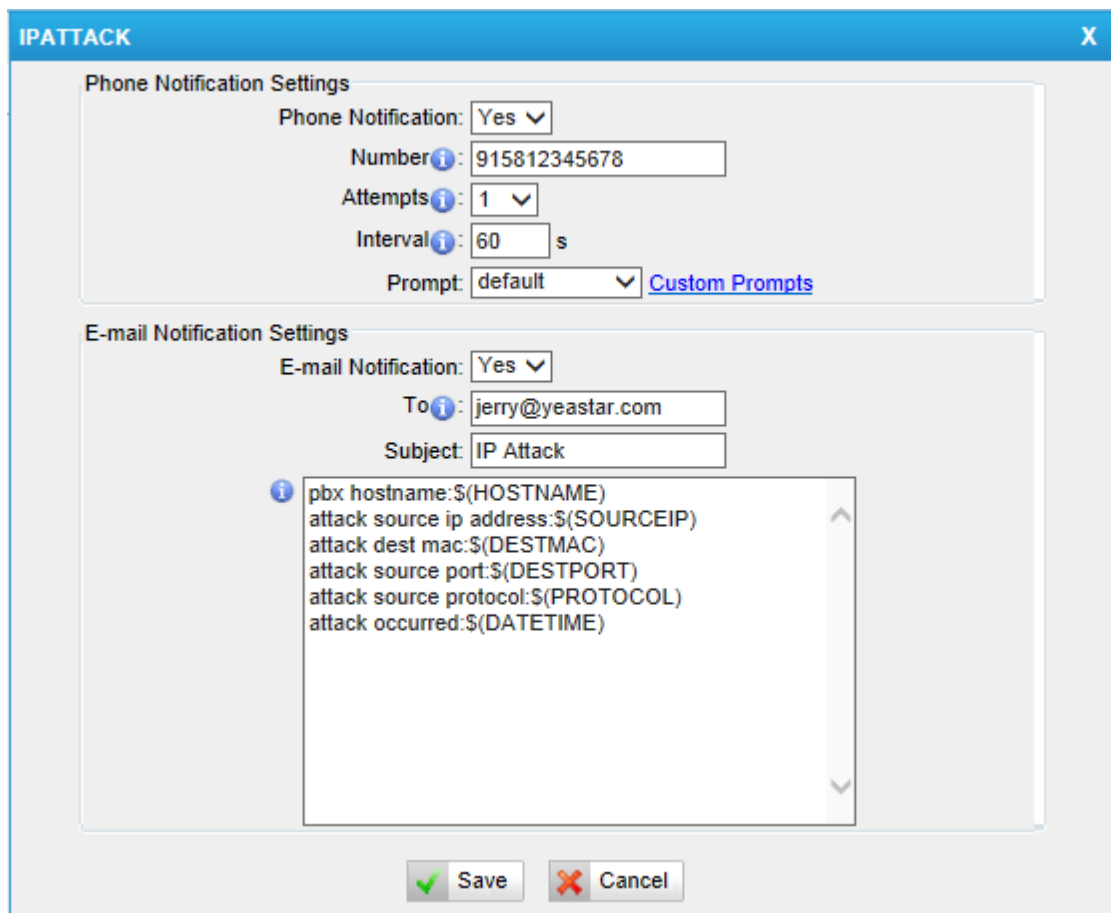 IPATTACK X
Phone Notification Settings
Phone Notification: Yes
Number: 915812345678
Attempts: 1
Interval: 60 s
Prompt: default Custom Prompts
E-mail Notification Settings
E-mail Notification: Yes
To: jerry@yeastar.com
Subject: IP Attack
pbx hostname:$(HOSTNAME)
attack source ip address:$(SOURCEIP)
attack dest mac:$(DESTMAC)
attack source port:$(DESTPORT)
attack source protocol:$(PROTOCOL)
attack occurred:$(DATETIME)
Save Cancel